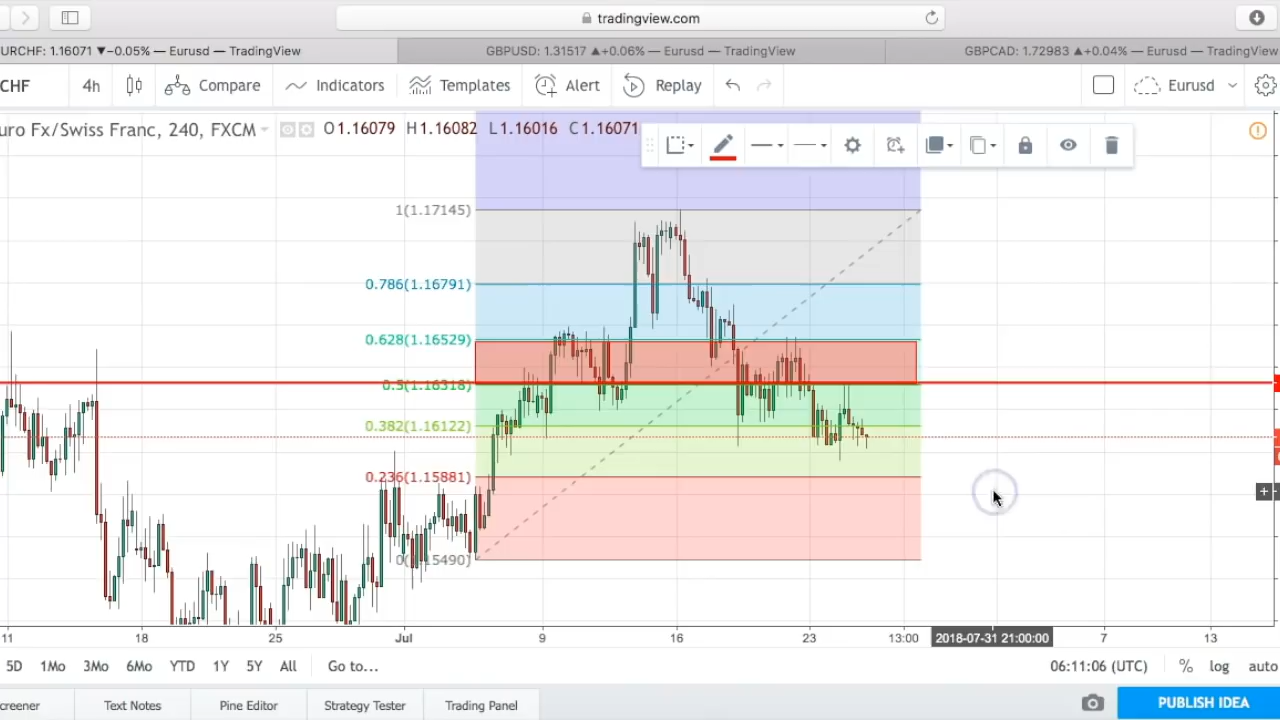 tradingview.com
URCHF: 1.16071 ▼−0.05% — Eurusd — TradingView
GBPUSD: 1.31517 ▲+0.06% — Eurusd — TradingView
GBPCAD: 1.72983 ▲+0.04% — Eurusd — TradingView
CHF 4h Compare Indicators Templates Alert Replay Eurusd
uro Fx/Swiss Franc, 240, FXCM O1.16079 H1.16082 L1.16016 C1.16071
1(1.17145)
0.786(1.16791)
0.628(1.16529)
0.5(1.16318)
0.382(1.16122)
0.236(1.15881)
0(1.15490)
11 18 25 Jul 9 16 23 13:00 2018-07-31 21:00:00 7 13
5D 1Mo 3Mo 6Mo YTD 1Y 5Y All Go to... 06:11:06 (UTC) % log auto
creener Text Notes Pine Editor Strategy Tester Trading Panel PUBLISH IDEA